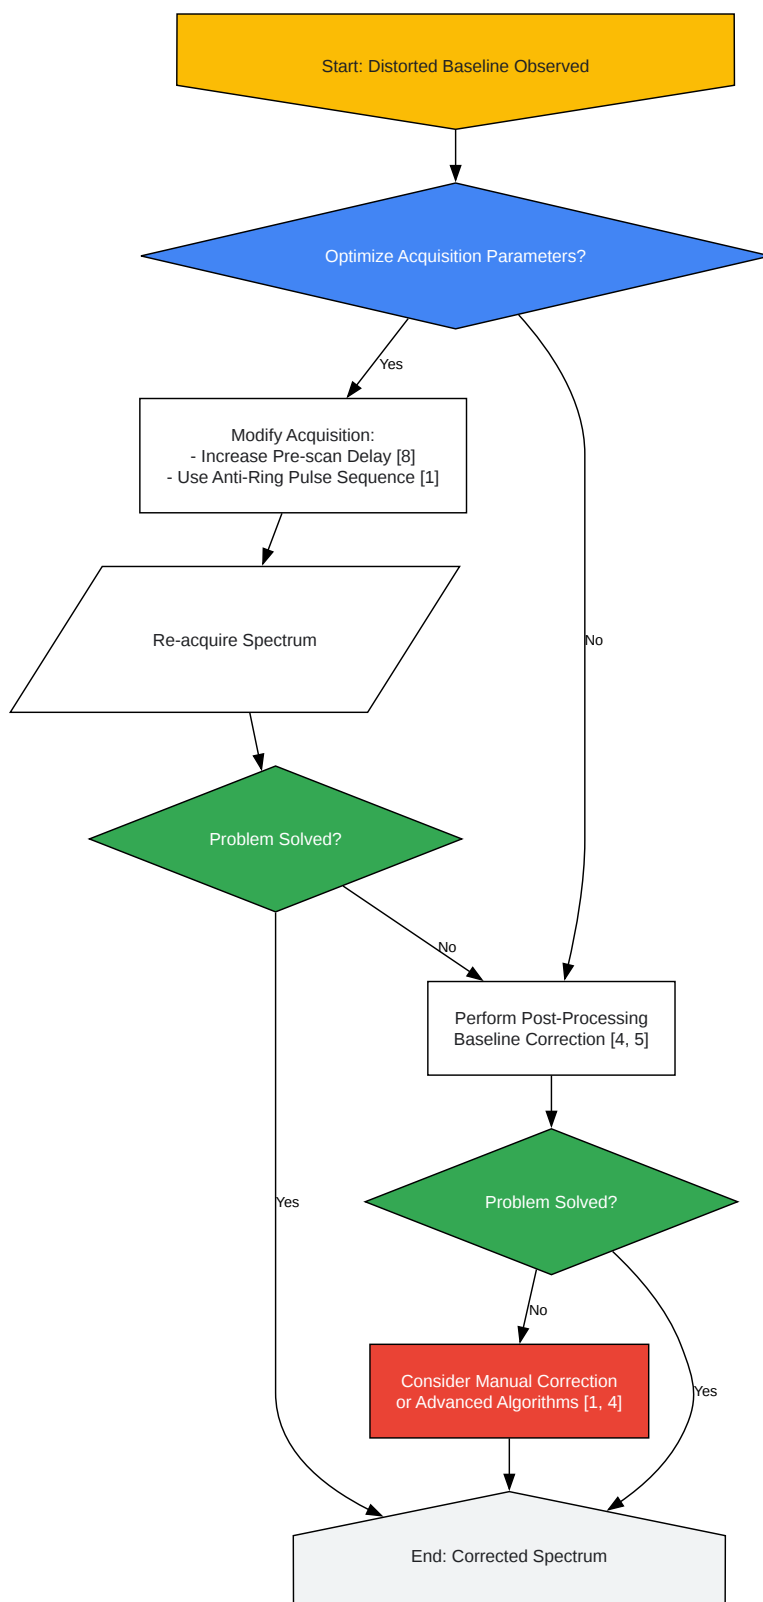 Start: Distorted Baseline Observed
Optimize Acquisition Parameters?
Yes
Modify Acquisition:
- Increase Pre-scan Delay [8]
- Use Anti-Ring Pulse Sequence [1]
Re-acquire Spectrum
No
Problem Solved?
No
Perform Post-Processing
Baseline Correction [4, 5]
Yes
Problem Solved?
No
Consider Manual Correction
or Advanced Algorithms [1, 4]
Yes
End: Corrected Spectrum